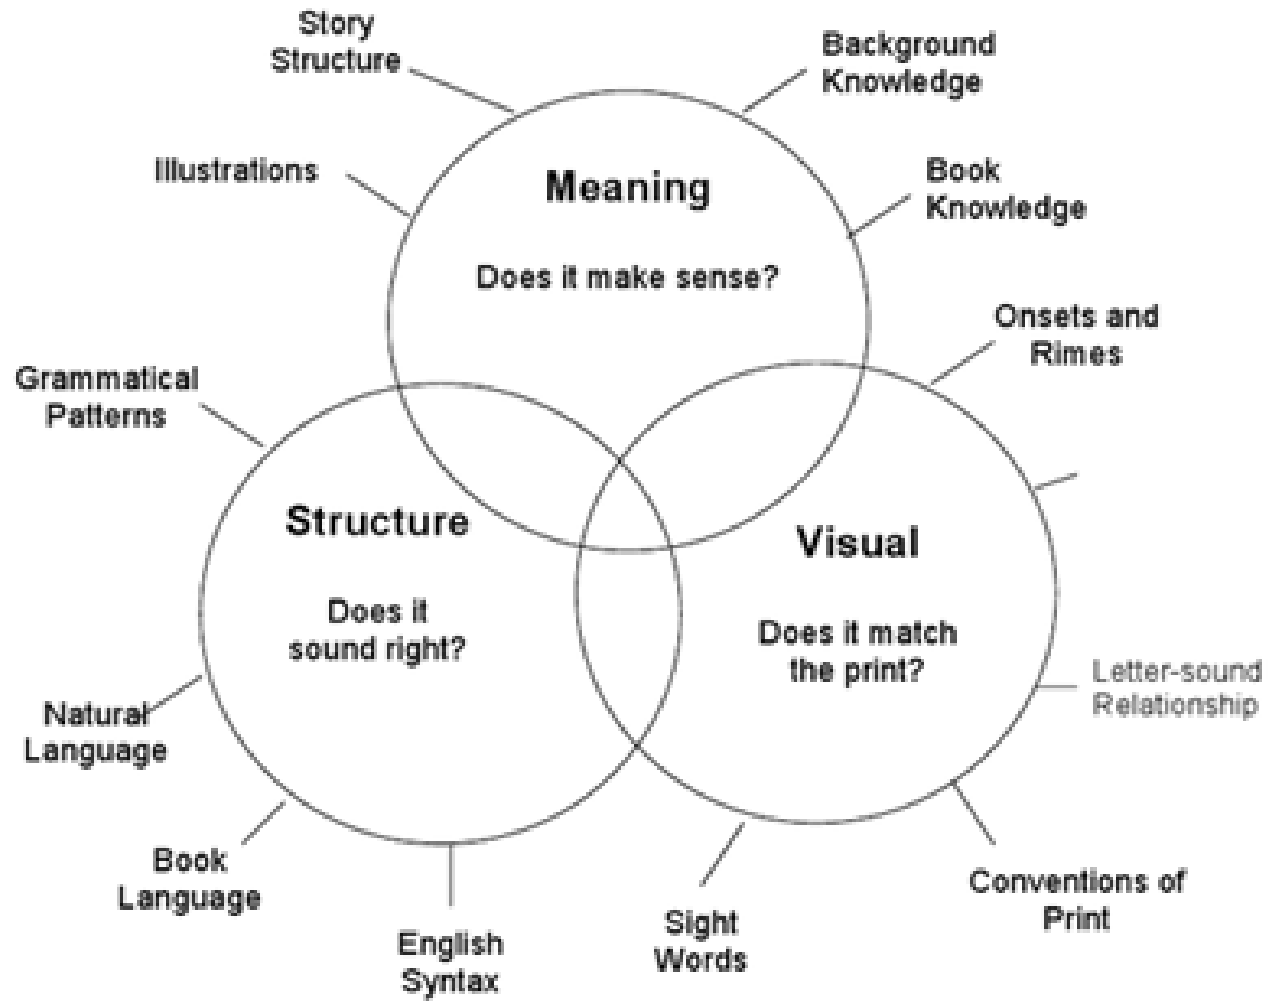 Story
Structure
Background
Knowledge
Illustrations
Meaning
Book
Knowledge
Does it make sense?
Onsets and
Rimes
Grammatical
Patterns
Structure
Visual
Does it
sound right?
Does it match
the print?
Letter-sound
Relationship
Natural
Language
Book
Language
Conventions of
Print
Sight
Words
English
Syntax